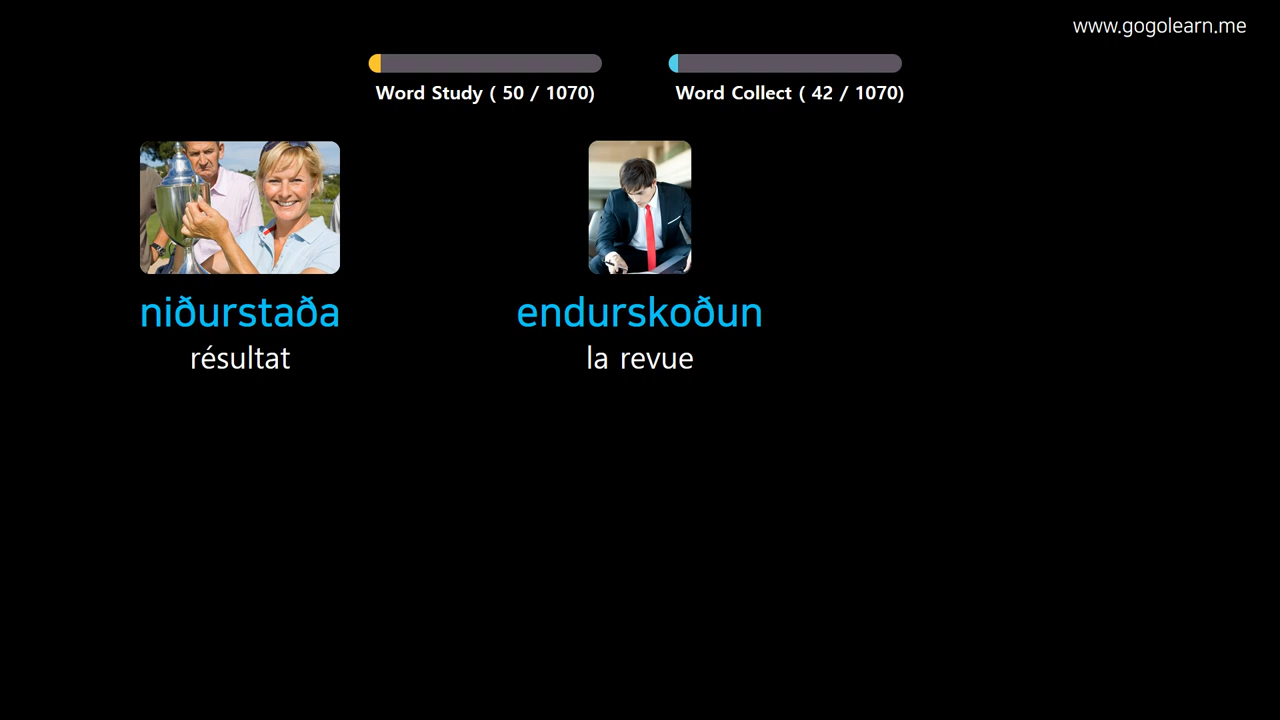 www.gogolearn.me
Word Study ( 50 / 1070)
Word Collect ( 42 / 1070)
niðurstaða
résultat
endurskoðun
la revue